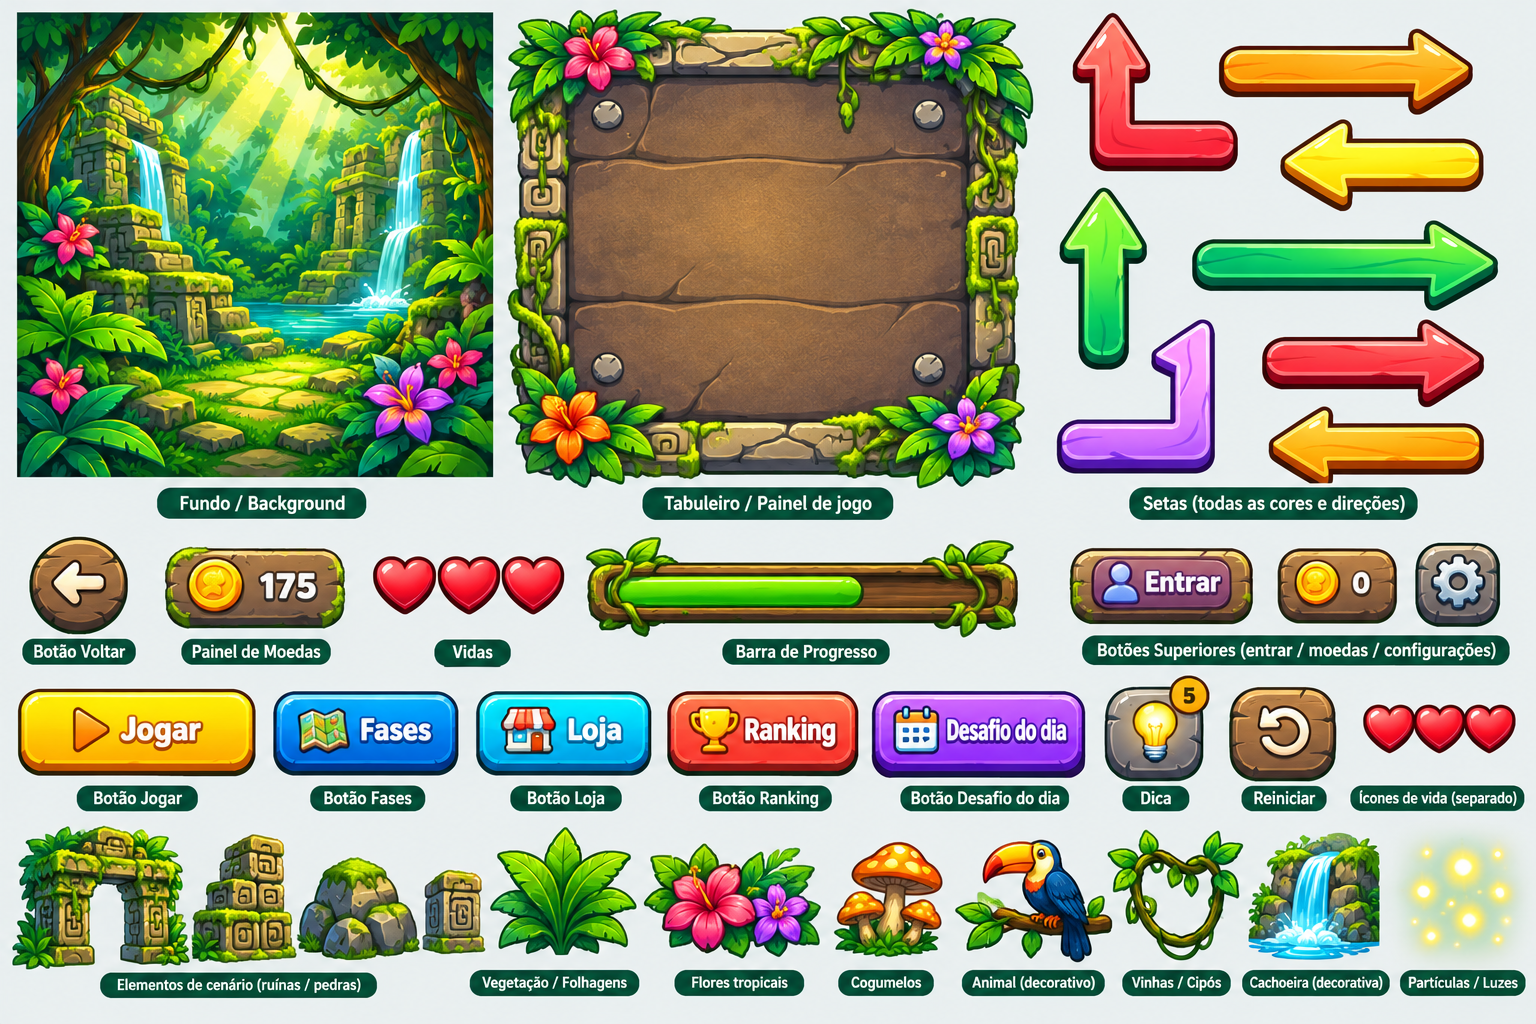 Fundo / Background
Tabuleiro / Painel de jogo
Setas (todas as cores e direções)
175
Entrar
0
Botão Voltar
Painel de Moedas
Vidas
Barra de Progresso
Botões Superiores (entrar / moedas / configurações)
Jogar
Fases
Loja
Ranking
Desafio do dia
5
Botão Jogar
Botão Fases
Botão Loja
Botão Ranking
Botão Desafio do dia
Dica
Reiniciar
Ícones de vida (separado)
Elementos de cenário (ruínas / pedras)
Vegetação / Folhagens
Flores tropicais
Cogumelos
Animal (decorativo)
Vinhas / Cipós
Cachoeira (decorativa)
Partículas / Luzes